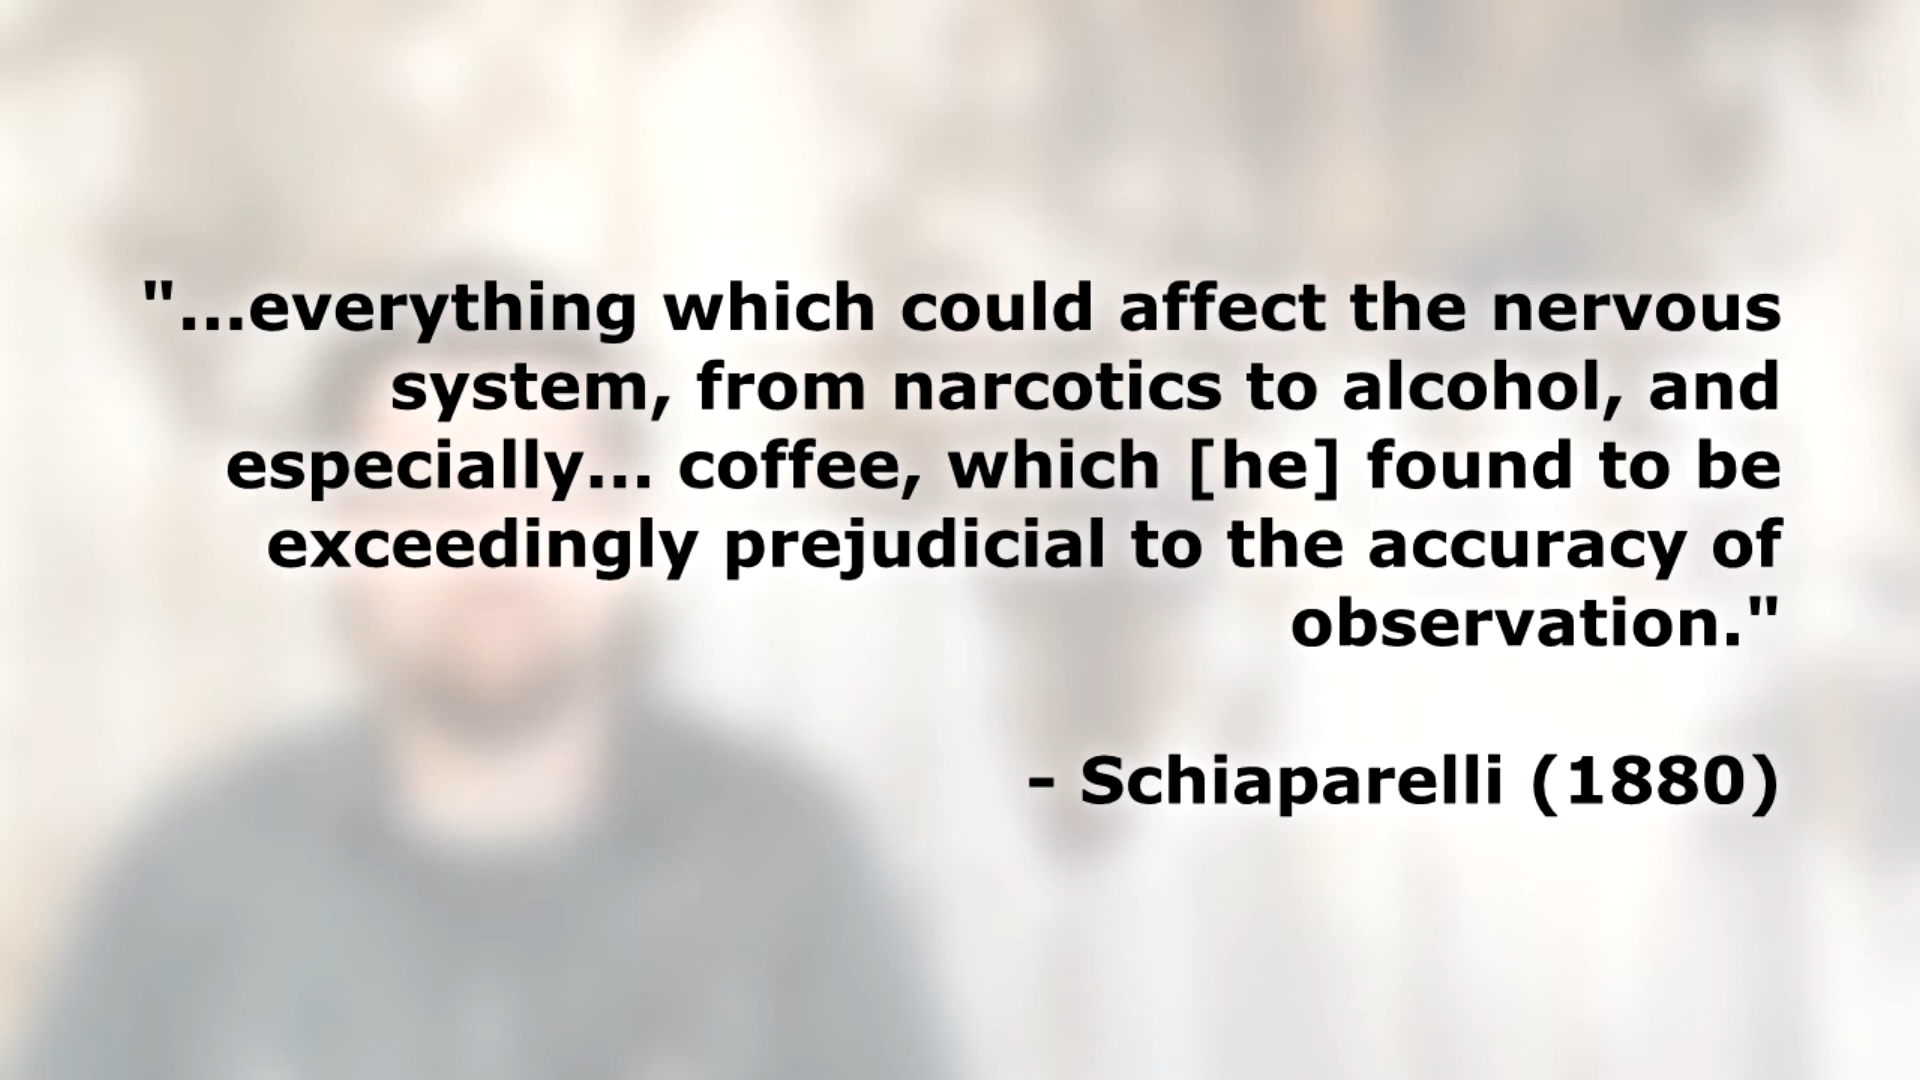 "...everything which could affect the nervous
system, from narcotics to alcohol, and
especially... coffee, which [he] found to be
exceedingly prejudicial to the accuracy of
observation."
- Schiaparelli (1880)